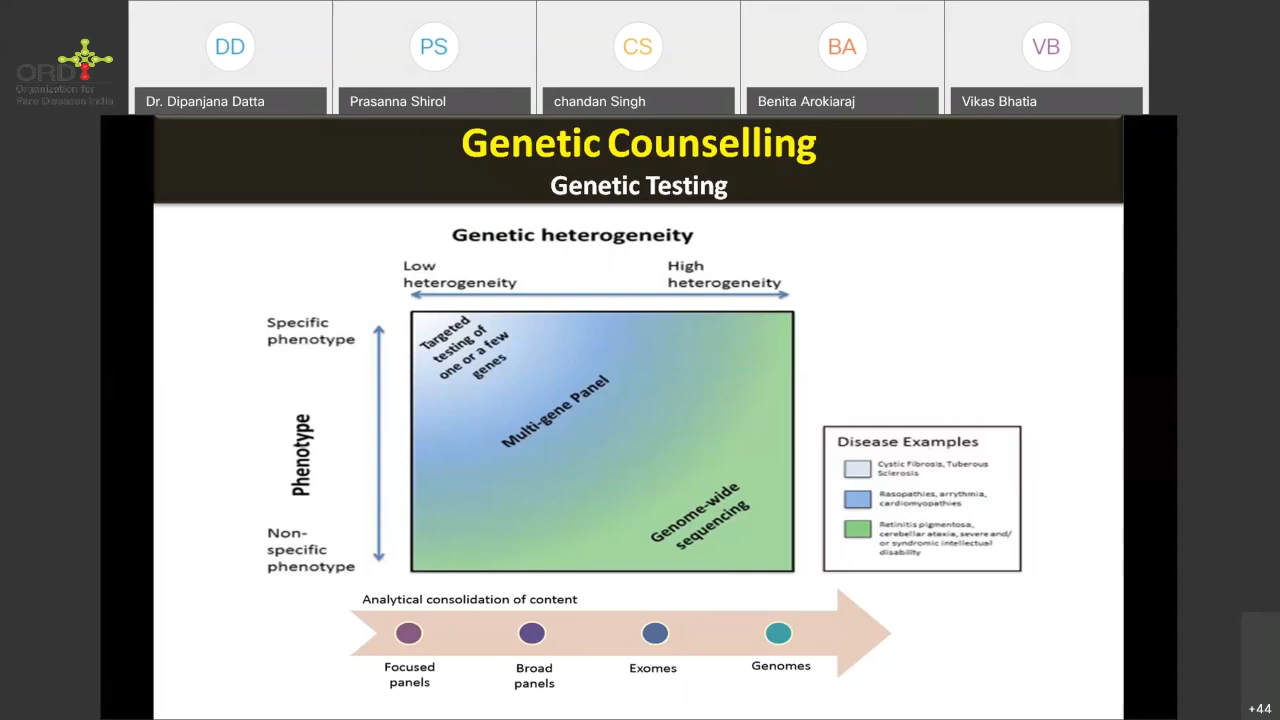 DD
PS
CS
BA
VB
ORDI
Organization for
Rare Diseases India
Dr. Dipanjana Datta
Prasanna Shirol
chandan Singh
Benita Arokiaraj
Vikas Bhatia
Genetic Counselling
Genetic Testing
Genetic heterogeneity
Low
heterogeneity
High
heterogeneity
Specific
phenotype
Phenotype
Non-
specific
phenotype
Targeted
testing of
one or a few
genes
Multi-gene Panel
Genome-wide
sequencing
Disease Examples
Cystic Fibrosis, Tuberous
Sclerosis
Rasopathies, arrythmia,
cardiomyopathies
Retinitis pigmentosa,
cerebellar ataxia, severe and/
or syndromic intellectual
disability
Analytical consolidation of content
Focused
panels
Broad
panels
Exomes
Genomes
+44